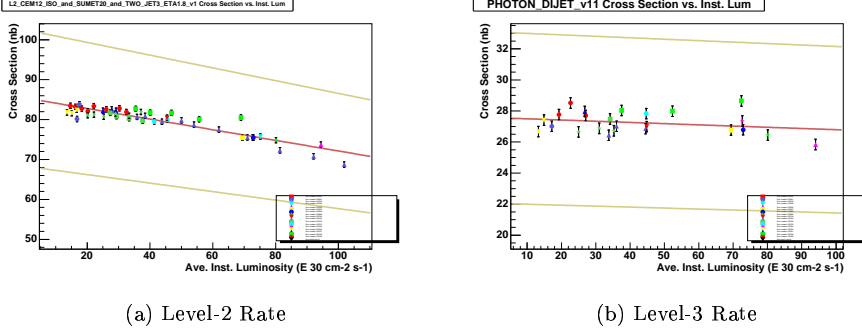 L2_CEM12_ISO_and_SUMET20_and_TWO_JET3_ETA1.8_v1 Cross Section vs. Inst. Lum
PHOTON_DIJET_v11 Cross Section vs. Inst. Lum
Cross Section (nb)
100
90
80
70
60
50
20 40 60 80 100
Ave. Inst. Luminosity (E 30 cm-2 s-1)
Cross Section (nb)
32
30
28
26
24
22
20
10 20 30 40 50 60 70 80 90 100
Ave. Inst. Luminosity (E 30 cm-2 s-1)
(a) Level-2 Rate
(b) Level-3 Rate